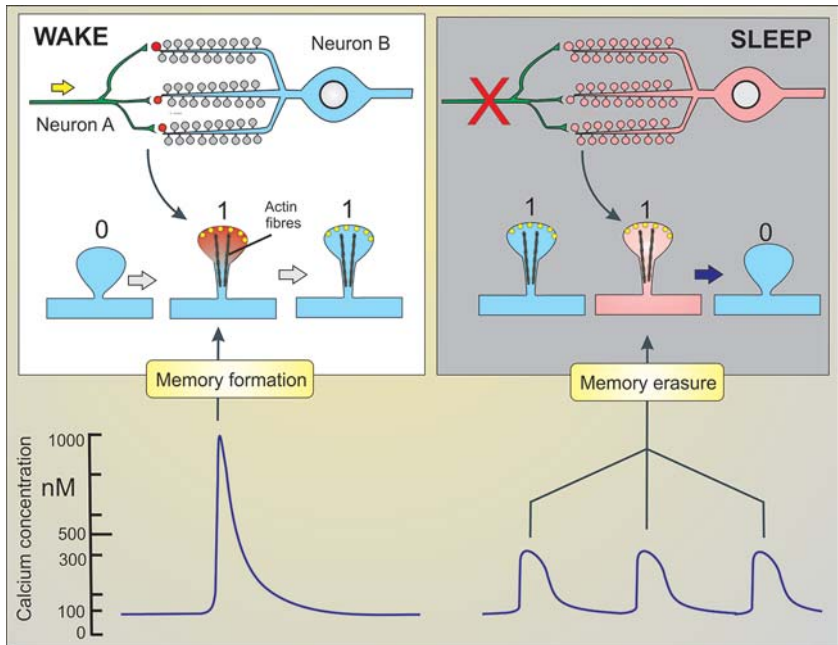 WAKE
Neuron B
SLEEP
Neuron A
Neuron B
0
1
Actin
fibres
1
1
1
0
Memory formation
Memory erasure
Calcium concentration
nM
1000
500
300
100
0